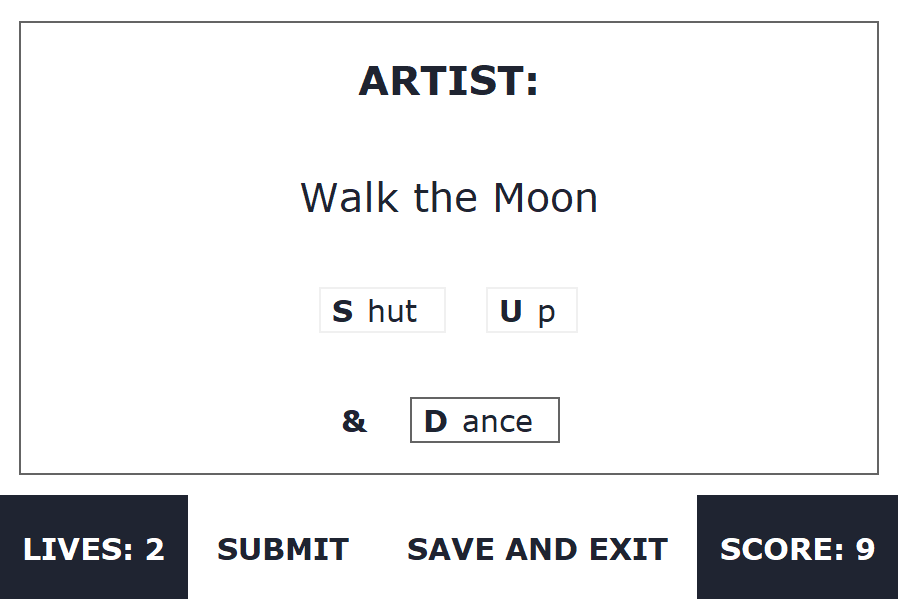 ARTIST:
Walk the Moon
S hut U p
& D ance
LIVES: 2 SUBMIT SAVE AND EXIT SCORE: 9